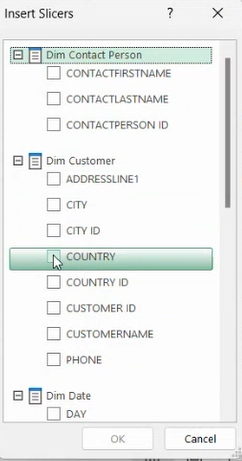 Insert Slicers
Dim Contact Person
CONTACTFIRSTNAME
CONTACTLASTNAME
CONTACTPERSON ID
Dim Customer
ADDRESSLINE1
CITY
CITY ID
COUNTRY
COUNTRY ID
CUSTOMER ID
CUSTOMERNAME
PHONE
Dim Date
DAY
OK
Cancel